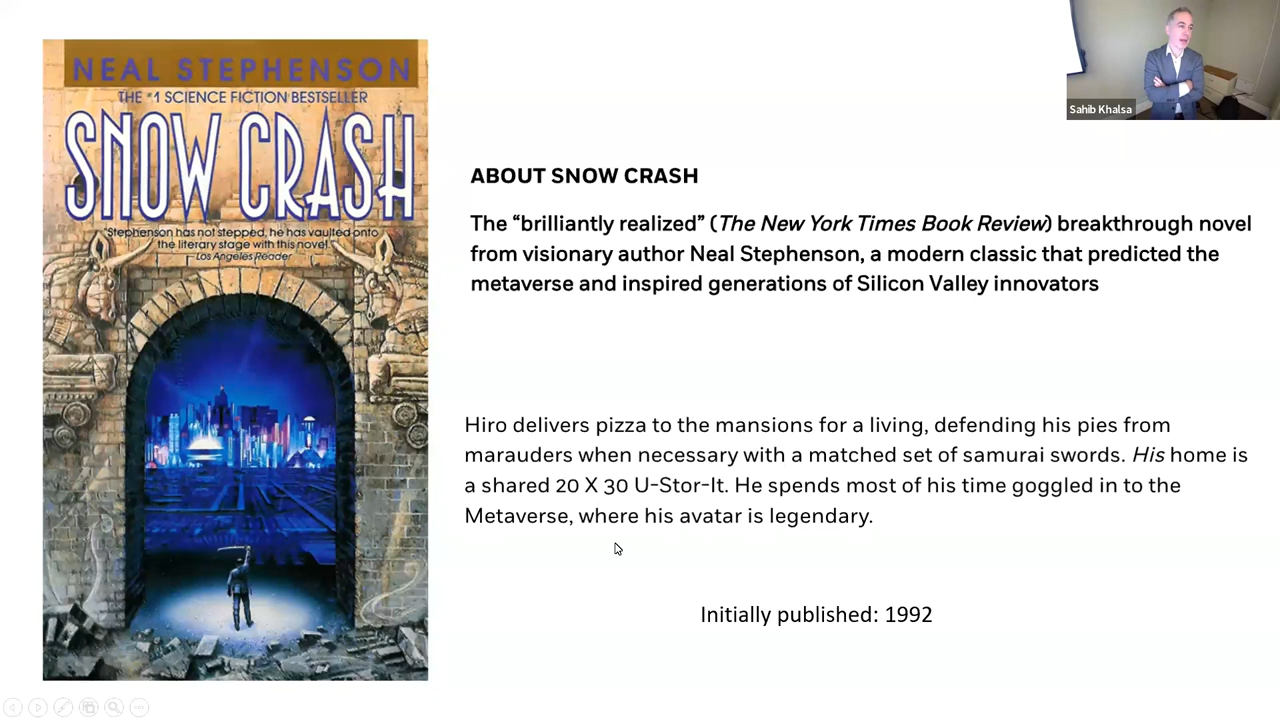 NEAL STEPHENSON
THE #1 SCIENCE FICTION BESTSELLER
SNOW CRASH
"Stephenson has not stepped, he has vaulted onto
the literary stage with this novel."
—Los Angeles Reader
Sahib Khalsa
ABOUT SNOW CRASH
The “brilliantly realized” (The New York Times Book Review) breakthrough novel
from visionary author Neal Stephenson, a modern classic that predicted the
metaverse and inspired generations of Silicon Valley innovators
Hiro delivers pizza to the mansions for a living, defending his pies from
marauders when necessary with a matched set of samurai swords. His home is
a shared 20 X 30 U-Stor-It. He spends most of his time goggled in to the
Metaverse, where his avatar is legendary.
Initially published: 1992